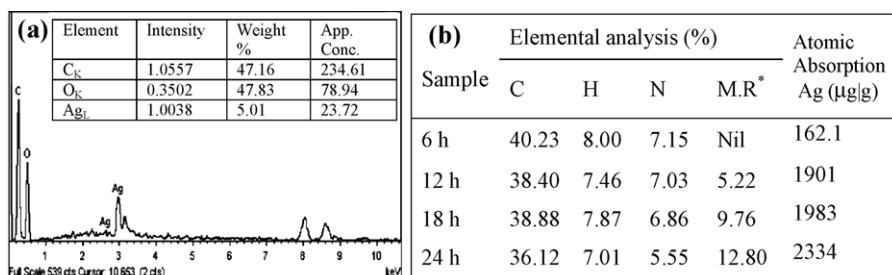 (a)
Element Intensity Weight % App. Conc.
C_K 1.0557 47.16 234.61
O_K 0.3502 47.83 78.94
Ag_L 1.0038 5.01 23.72
C
O
Ag
Ag
1 2 3 4 5 6 7 8 9 10
Full Scale 539 cts Cursor: 10.653 (2 cts) keV
(b)
Sample Elemental analysis (%) Atomic Absorption Ag (µg|g)
C H N M.R*
6 h 40.23 8.00 7.15 Nil 162.1
12 h 38.40 7.46 7.03 5.22 1901
18 h 38.88 7.87 6.86 9.76 1983
24 h 36.12 7.01 5.55 12.80 2334